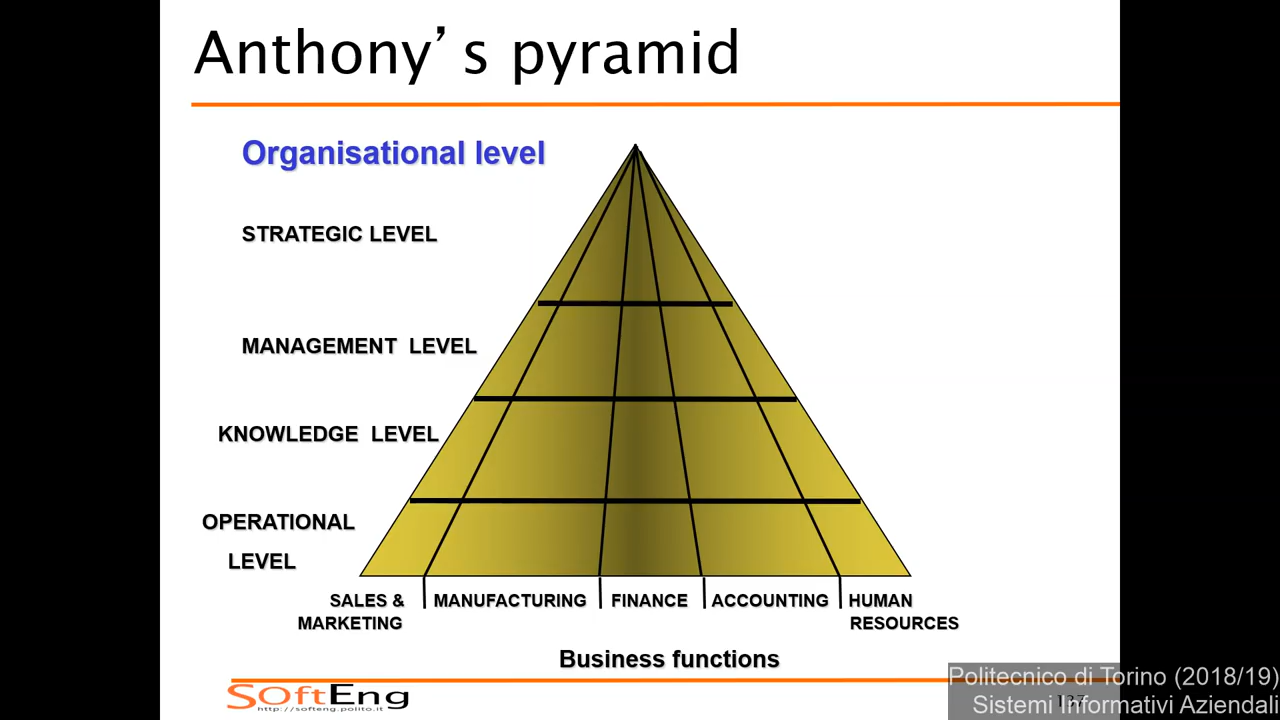 Anthony’s pyramid
Organisational level
STRATEGIC LEVEL
MANAGEMENT LEVEL
KNOWLEDGE LEVEL
OPERATIONAL
LEVEL
SALES &
MARKETING
MANUFACTURING
FINANCE
ACCOUNTING
HUMAN
RESOURCES
Business functions
SOftEng
http://softeng.polito.it
Politecnico di Torino (2018/19)
Sistemi Informativi Aziendali